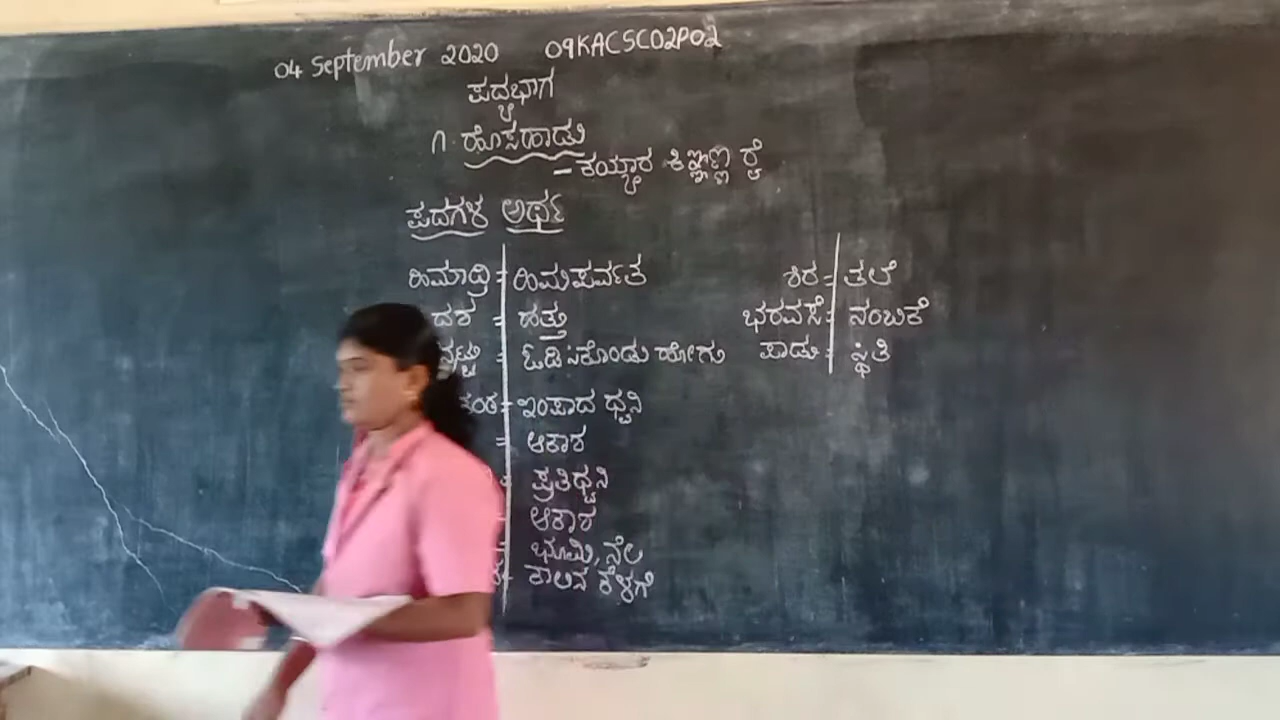 04 September 2020 09KACSC02P02
ಪದ್ಯಭಾಗ
೧. ಹೊಸಹಾಡು
- ಕಯ್ಯಾರ ಕಿಞ್ಞಣ್ಣ ರೈ
ಪದಗಳ ಅರ್ಥ
ಹಿಮಾದ್ರಿ = ಹಿಮಪರ್ವತ
ದಶ = ಹತ್ತು
= ಓಡಿಸಿಕೊಂಡು ಹೋಗು
= ಇಂಪಾದ ಧ್ವನಿ
= ಆಕಾಶ
= ಪ್ರತಿಧ್ವನಿ
= ಆಕಾಶ
= ಭೂಮಿ, ನೆಲ
= ಕಾಲಿನ ಕೆಳಗೆ
ಶಿರ = ತಲೆ
ಭರವಸೆ = ನಂಬಿಕೆ
ಪಾಡು = ಸ್ಥಿತಿ